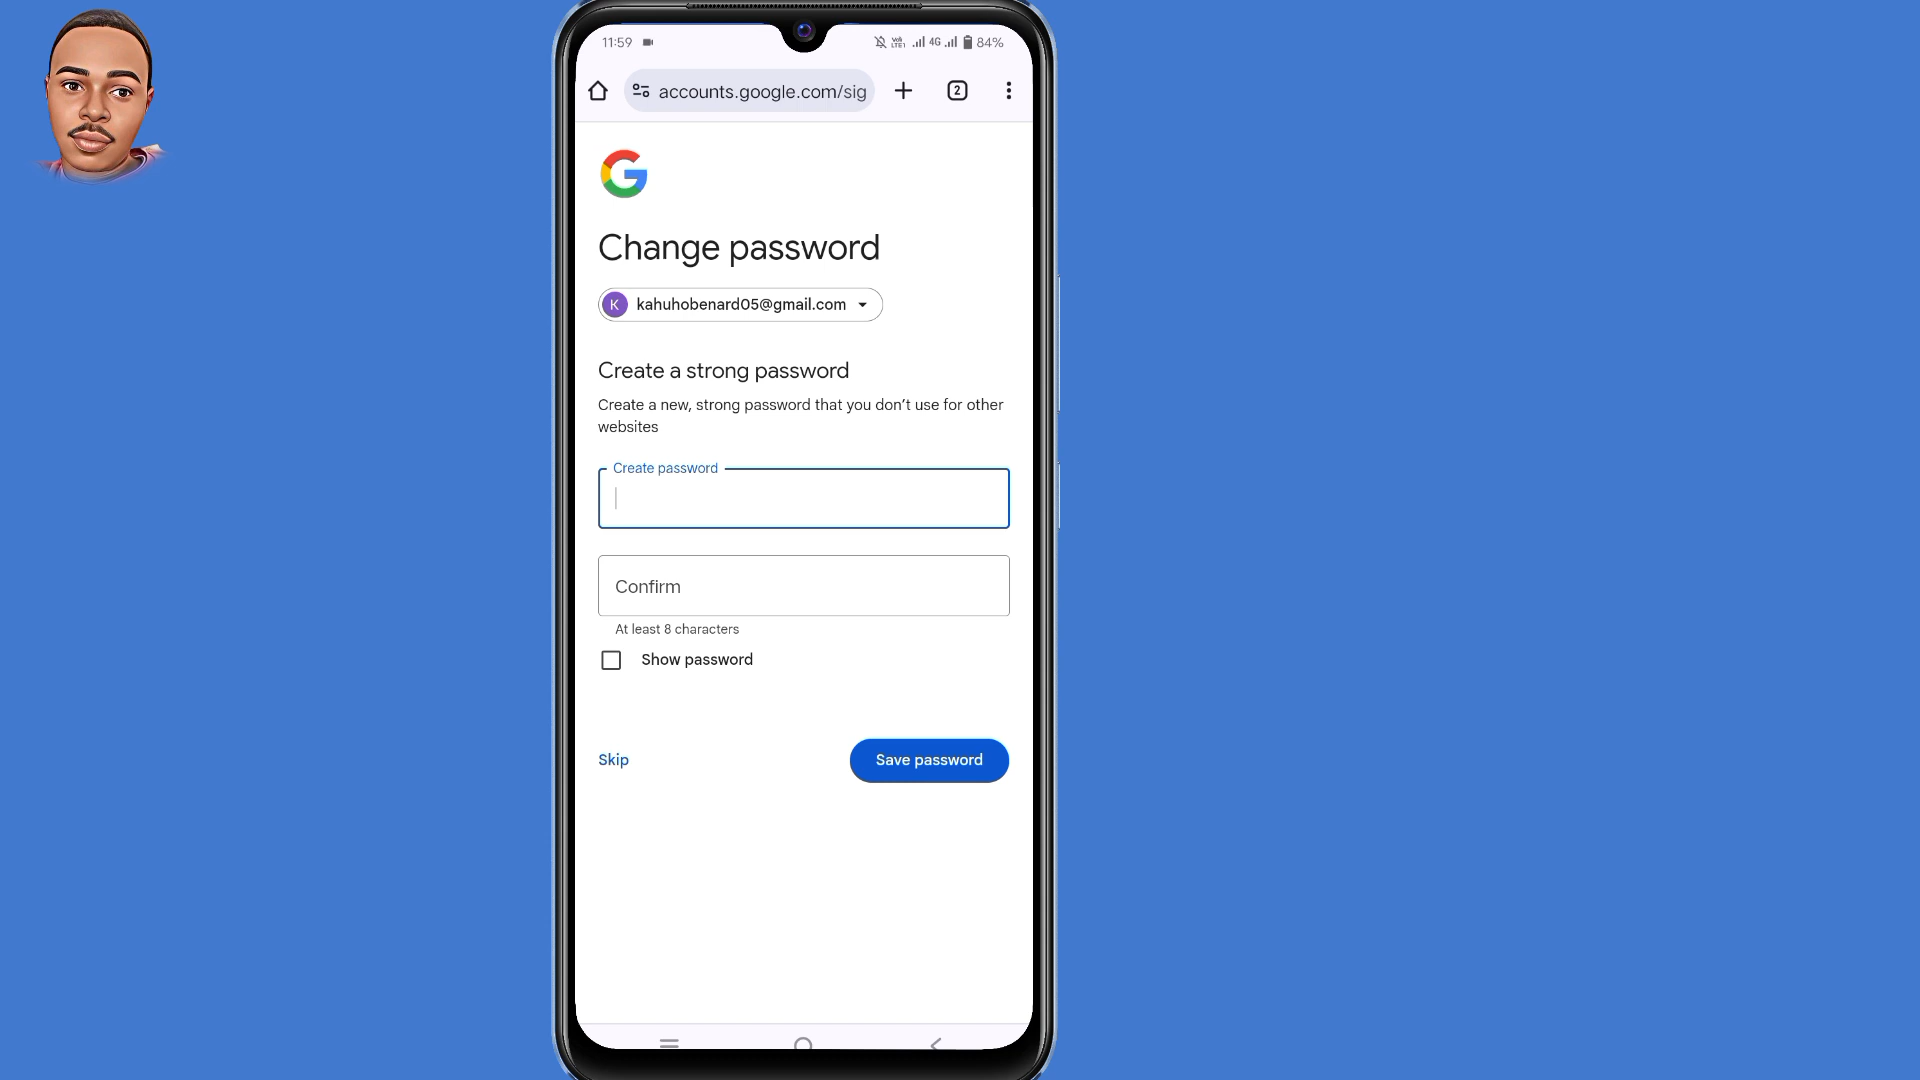 11:59 4G 84%
accounts.google.com/sig 2
Change password
K kahuhobenard05@gmail.com
Create a strong password
Create a new, strong password that you don’t use for other
websites
Create password
Confirm
At least 8 characters
Show password
Skip Save password